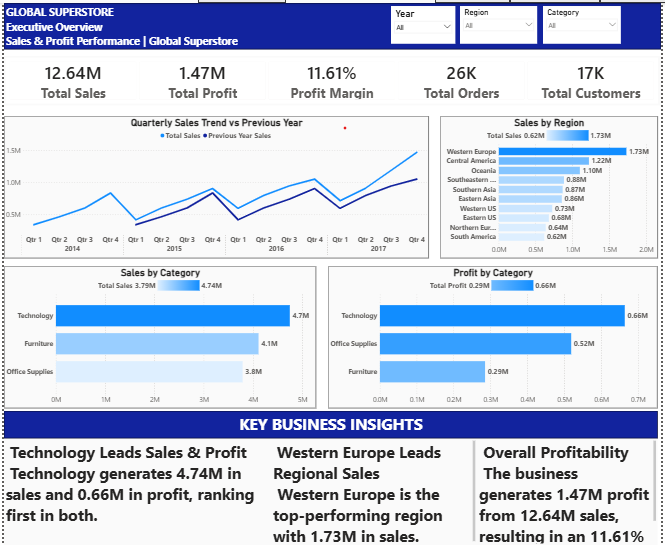 GLOBAL SUPERSTORE
Executive Overview
Sales & Profit Performance | Global Superstore
Year
All
Region
All
Category
All
12.64M
Total Sales
1.47M
Total Profit
11.61%
Profit Margin
26K
Total Orders
17K
Total Customers
Quarterly Sales Trend vs Previous Year
Total Sales Previous Year Sales
1.5M
1.0M
0.5M
Qtr 1 Qtr 2 Qtr 3 Qtr 4 Qtr 1 Qtr 2 Qtr 3 Qtr 4 Qtr 1 Qtr 2 Qtr 3 Qtr 4 Qtr 1 Qtr 2 Qtr 3 Qtr 4
2014 2015 2016 2017
Sales by Region
Total Sales 0.62M 1.73M
Western Europe 1.73M
Central America 1.22M
Oceania 1.10M
Southeastern ... 0.88M
Southern Asia 0.87M
Eastern Asia 0.86M
Western US 0.73M
Eastern US 0.68M
Northern Eur... 0.64M
South America 0.62M
0.0M 0.5M 1.0M 1.5M 2.0M
Sales by Category
Total Sales 3.79M 4.74M
Technology 4.7M
Furniture 4.1M
Office Supplies 3.8M
0M 1M 2M 3M 4M 5M
Profit by Category
Total Profit 0.29M 0.66M
Technology 0.66M
Office Supplies 0.52M
Furniture 0.29M
0.0M 0.1M 0.2M 0.3M 0.4M 0.5M 0.6M 0.7M
KEY BUSINESS INSIGHTS
Technology Leads Sales & Profit
Technology generates 4.74M in
sales and 0.66M in profit, ranking
first in both.
Western Europe Leads
Regional Sales
Western Europe is the
top-performing region
with 1.73M in sales.
Overall Profitability
The business
generates 1.47M profit
from 12.64M sales,
resulting in an 11.61%